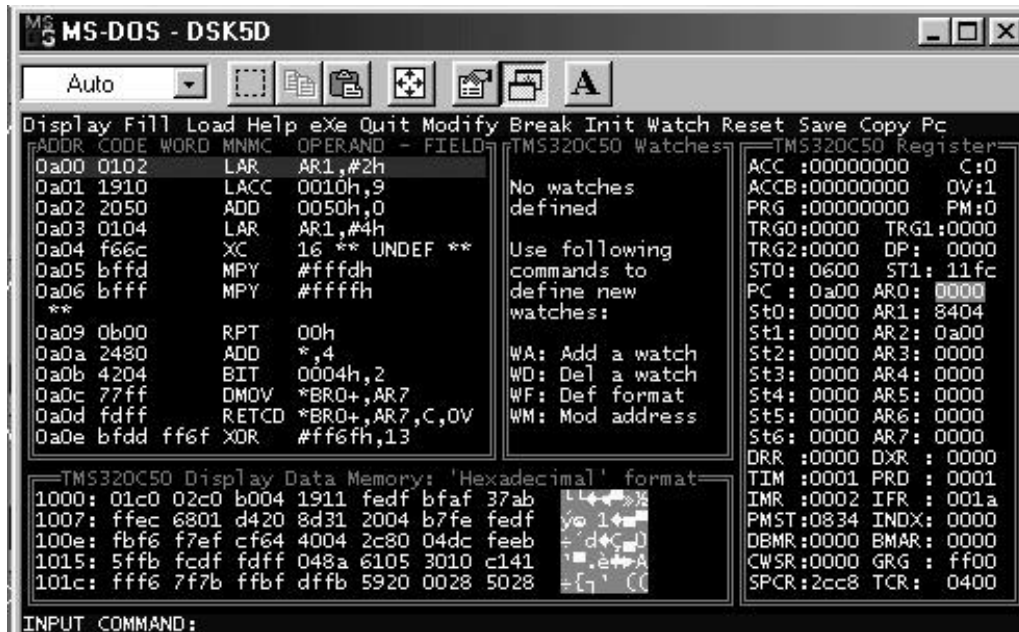 MS-DOS - DSK5D
Auto
A
Display Fill Load Help eXe Quit Modify Break Init Watch Reset Save Copy Pc
ADDR CODE WORD MNMC OPERAND - FIELD
0a00 0102 LAR AR1,#2h
0a01 1910 LACC 0010h,9
0a02 2050 ADD 0050h,0
0a03 0104 LAR AR1,#4h
0a04 f66c XC 16 ** UNDEF **
0a05 bffd MPY #fffdh
0a06 bfff MPY #ffffh
**
0a09 0b00 RPT 00h
0a0a 2480 ADD *,4
0a0b 4204 BIT 0004h,2
0a0c 77ff DMOV *BR0+,AR7
0a0d fdff RETCD *BR0+,AR7,C,OV
0a0e bfdd ff6f XOR #ff6fh,13
TMS320C50 Watches
No watches
defined
Use following
commands to
define new
watches:
WA: Add a watch
WD: Del a watch
WF: Def format
WM: Mod address
TMS320C50 Register
ACC :00000000 C:0
ACCB:00000000 OV:1
PRG :00000000 PM:0
TRG0:0000 TRG1:0000
TRG2:0000 DP: 0000
ST0: 0600 ST1: 11fc
PC : 0a00 AR0: 0000
St0: 0000 AR1: 8404
St1: 0000 AR2: 0a00
St2: 0000 AR3: 0000
St3: 0000 AR4: 0000
St4: 0000 AR5: 0000
St5: 0000 AR6: 0000
St6: 0000 AR7: 0000
DRR :0000 DXR : 0000
TIM :0001 PRD : 0001
IMR :0002 IFR : 001a
PMST:0834 INDX: 0000
DBMR:0000 BMAR: 0000
CWSR:0000 GRG : ff00
SPCR:2cc8 TCR: 0400
TMS320C50 Display Data Memory: 'Hexadecimal' format
1000: 01c0 02c0 b004 1911 fedf bfaf 37ab
1007: ffec 6801 d420 8d31 2004 b7fe fedf
100e: fbf6 f7ef cf64 4004 2c80 04dc feeb
1015: 5ffb fcdf fdff 048a 6105 3010 c141
101c: fff6 7f7b ffbf dffb 5920 0028 5028
INPUT COMMAND: